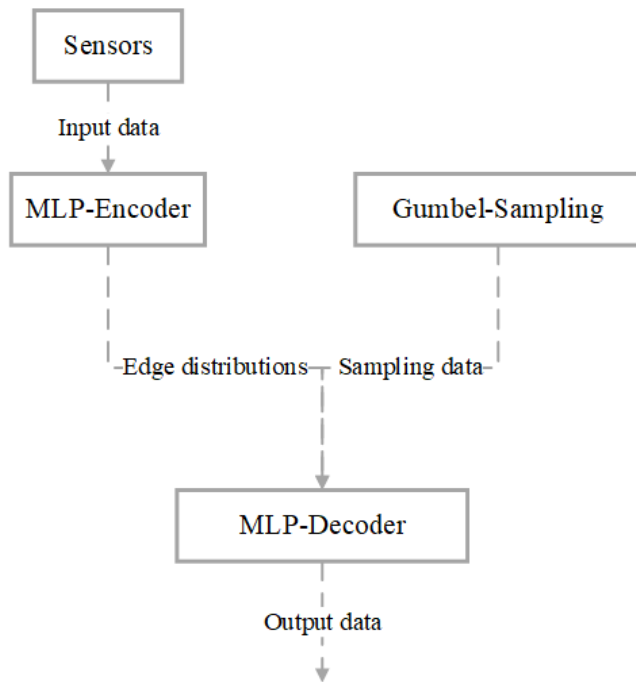 Sensors
Input data
MLP-Encoder
Gumbel-Sampling
Edge distributions
Sampling data
MLP-Decoder
Output data